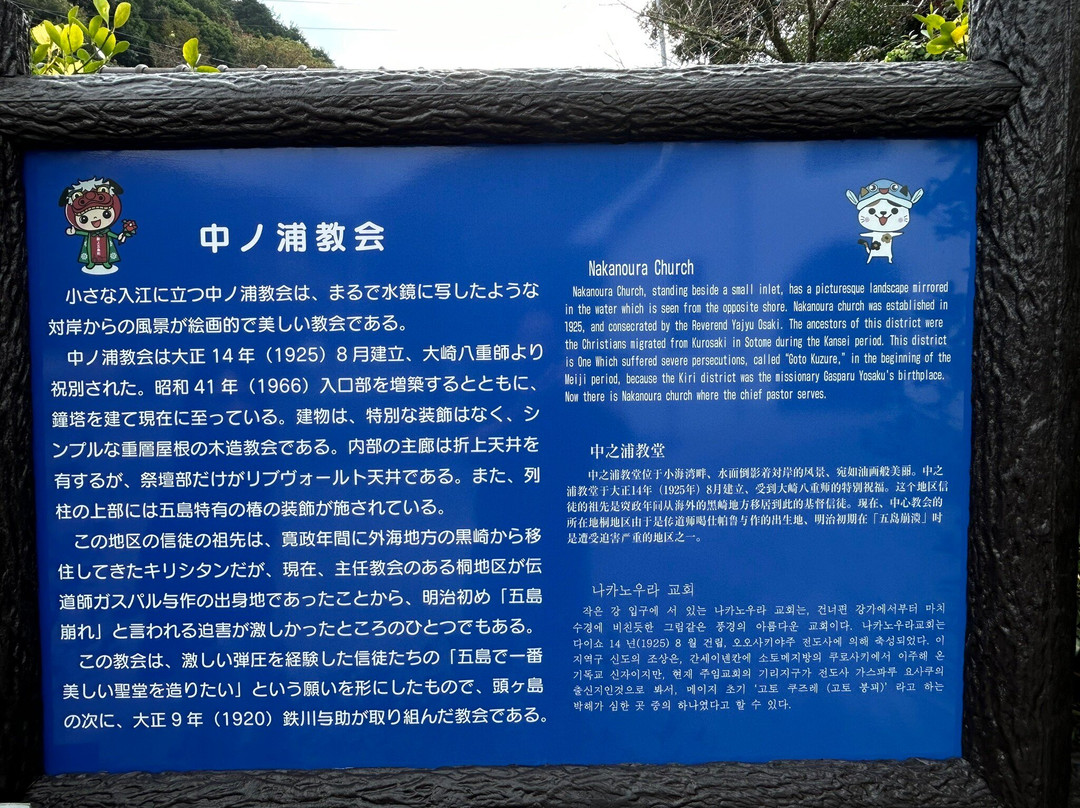 中ノ浦教会
小さな入江に立つ中ノ浦教会は、まるで水鏡に写したような
対岸からの風景が絵画的で美しい教会である。
中ノ浦教会は大正14年（1925）8月建立、大崎八重師より
祝別された。昭和41年（1966）入口部を増築するとともに、
鐘塔を建て現在に至っている。建物は、特別な装飾はなく、シ
ンプルな重層屋根の木造教会である。内部の主廊は折上天井を
有するが、祭壇部だけがリブヴォールト天井である。また、列
柱の上部には五島特有の椿の装飾が施されている。
この地区の信徒の祖先は、寛政年間に外海地方の黒崎から移
住してきたキリシタンだが、現在、主任教会のある桐地区が伝
道師ガスパル与作の出身地であったことから、明治初め「五島
崩れ」と言われる迫害が激しかったところのひとつでもある。
この教会は、激しい弾圧を経験した信徒たちの「五島で一番
美しい聖堂を造りたい」という願いを形にしたもので、頭ヶ島
の次に、大正9年（1920）鉄川与助が取り組んだ教会である。
Nakanoura Church
Nakanoura Church, standing beside a small inlet, has a picturesque landscape mirrored
in the water which is seen from the opposite shore. Nakanoura church was established in
1925, and consecrated by the Reverend Yajyu Osaki. The ancestors of this district were
the Christians migrated from Kurosaki in Sotome during the Kansei period. This district
is One Which suffered severe persecutions, called "Goto Kuzure," in the beginning of the
Meiji period, because the Kiri district was the missionary Gasparu Yosaku's birthplace.
Now there is Nakanoura church where the chief pastor serves.
中之浦教堂
中之浦教堂位于小海湾畔、水面倒影着対岸的风景、宛如油画般美丽。中之
浦教堂于大正14年（1925年）8月建立、受到大崎八重师的特别祝福。这个地区信
徒的祖先是寛政年间从海外的黑崎地方移居到此的基督信徒。现在、中心教会的
所在地桐地区由于是传道师喝仕帕鲁与作的出生地、明治初期在「五岛崩溃」时
是遭受迫害严重的地区之一。
나카노우라 교회
작은 강 입구에 서 있는 나카노우라 교회는, 건너편 강가에서부터 마치
수경에 비친듯한 그림같은 풍경의 아름다운 교회이다. 나카노우라교회는
다이쇼 14 년(1925) 8 월 건립, 오오사키야주 전도사에 의해 축성되었다. 이
지역구 신도의 조상은, 간세이넨칸에 소토메지방의 쿠로사키에서 이주해 온
기독교 신자이지만, 현재 주임교회의 기리지구가 전도사 가스파루 요사쿠의
출신지인것으로 봐서, 메이지 초기 '고토 쿠즈레 (고토 붕괴)' 라고 하는
박해가 심한 곳 중의 하나였다고 할 수 있다.